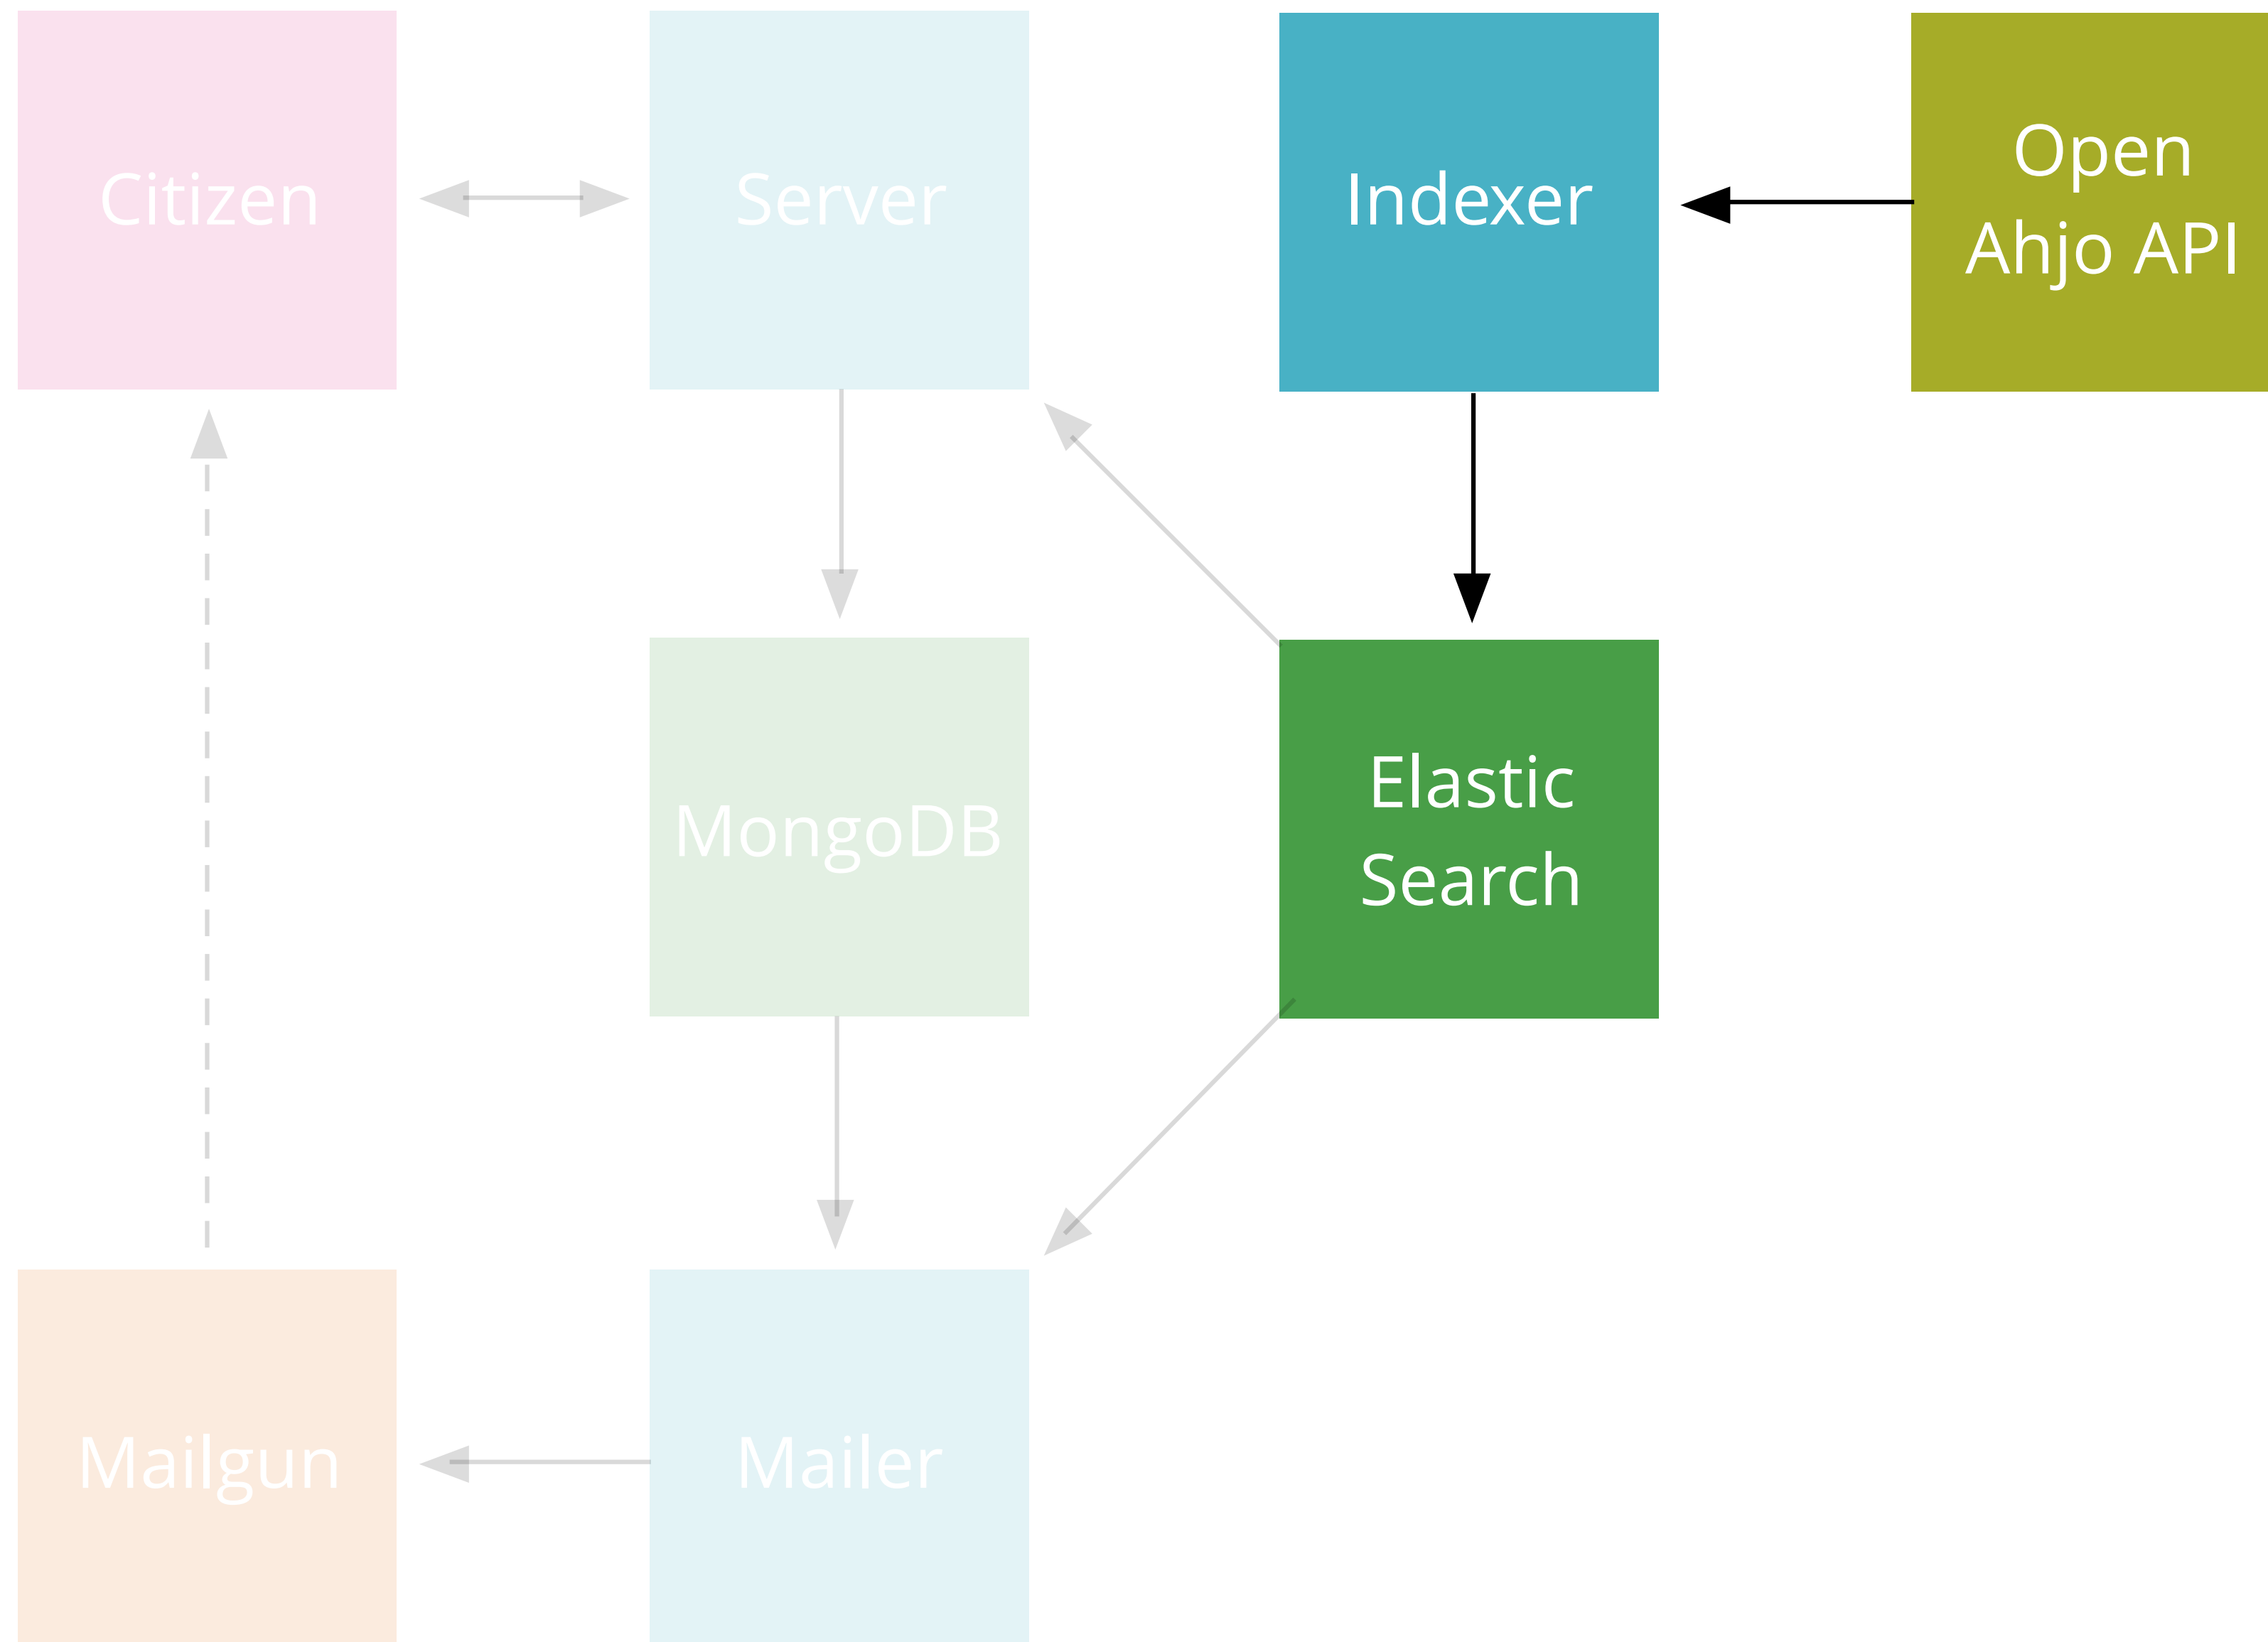 Citizen
Server
Indexer
Open
Ahjo API
MongoDB
Elastic
Search
Mailgun
Mailer